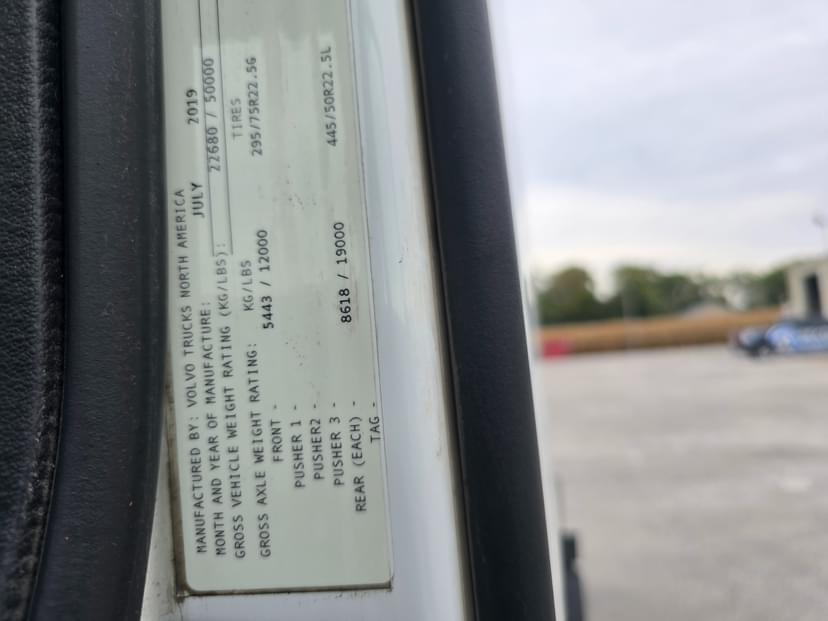 MANUFACTURED BY: VOLVO TRUCKS NORTH AMERICA
MONTH AND YEAR OF MANUFACTURE: JULY 2019
GROSS VEHICLE WEIGHT RATING (KG/LBS): 22680 / 50000
GROSS AXLE WEIGHT RATING: KG/LBS TIRES
FRONT - 5443 / 12000 295/75R22.5G
PUSHER 1 -
PUSHER2 -
PUSHER 3 -
REAR (EACH) - 8618 / 19000 445/50R22.5L
TAG -